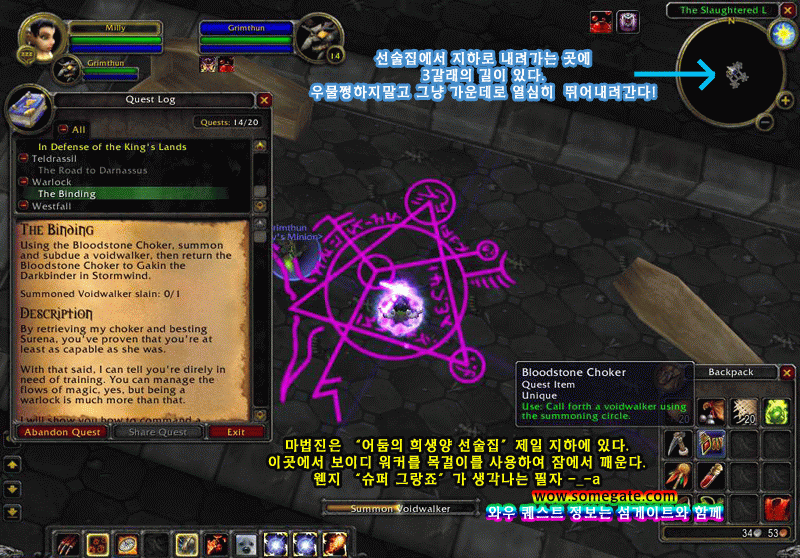 Milly
Grimthun
Grimthun
14
The Slaughtered L
N
선술집에서 지하로 내려가는 곳에
3갈래의 길이 있다.
우물쩡하지말고 그냥 가운데로 열심히 뛰어내려간다!
Quest Log
All
Quests: 14/20
In Defense of the King's Lands
Teldrassil
The Road to Darnassus
Warlock
The Binding
Westfall
The Binding
Using the Bloodstone Choker, summon
and subdue a voidwalker, then return the
Bloodstone Choker to Gakin the
Darkbinder in Stormwind.
Summoned Voidwalker slain: 0/1
Description
By retrieving my choker and besting
Surena, you've proven that you're at
least as capable as she was.
With that said, I can tell you're direly in
need of training. You can manage the
flows of magic, yes, but being a
warlock is much more than that.
I will show you how to command a
Abandon Quest
Share Quest
Exit
Bloodstone Choker
Quest Item
Unique
Use: Call forth a voidwalker using
the summoning circle.
Backpack
20
20
34
53
마법진은 “어둠의 희생양 선술집”제일 지하에 있다.
이곳에서 보이디 워커를 목걸이를 사용하여 잠에서 깨운다.
웬지 “슈퍼 그랑죠”가 생각나는 필자 -_-a
www.somegate.com
와우 퀘스트 정보는 섬게이트와 함께
Summon Voidwalker